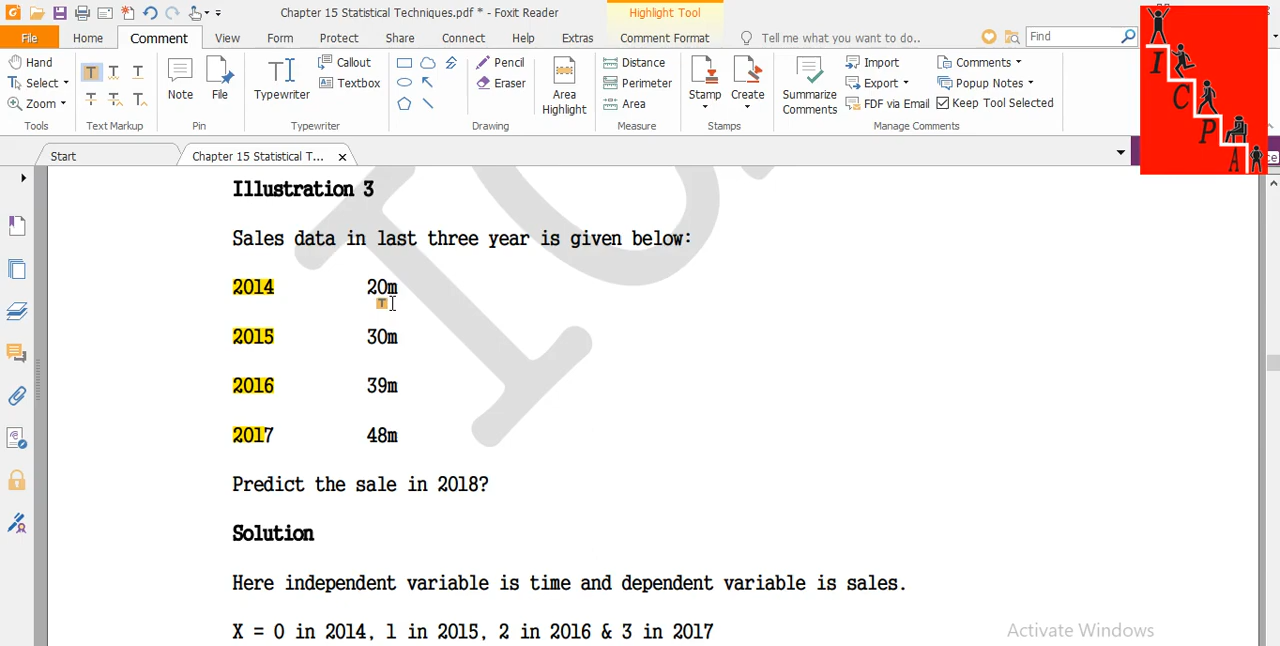 Chapter 15 Statistical Techniques.pdf * - Foxit Reader
Highlight Tool
File Home Comment View Form Protect Share Connect Help Extras Comment Format Tell me what you want to do.. Find
Hand
Select
Zoom
Tools
T T T
T T T
Text Markup
Note
File
Pin
Typewriter
Callout
Textbox
Typewriter
Pencil
Eraser
Drawing
Area Highlight
Distance
Perimeter
Area
Measure
Stamp
Create
Stamps
Summarize Comments
Import
Export
FDF via Email
Comments
Popup Notes
Keep Tool Selected
Manage Comments
I
C
P
A
Start
Chapter 15 Statistical T...
Illustration 3
Sales data in last three year is given below:
2014 20m
2015 30m
2016 39m
2017 48m
Predict the sale in 2018?
Solution
Here independent variable is time and dependent variable is sales.
X = 0 in 2014, 1 in 2015, 2 in 2016 & 3 in 2017
Activate Windows